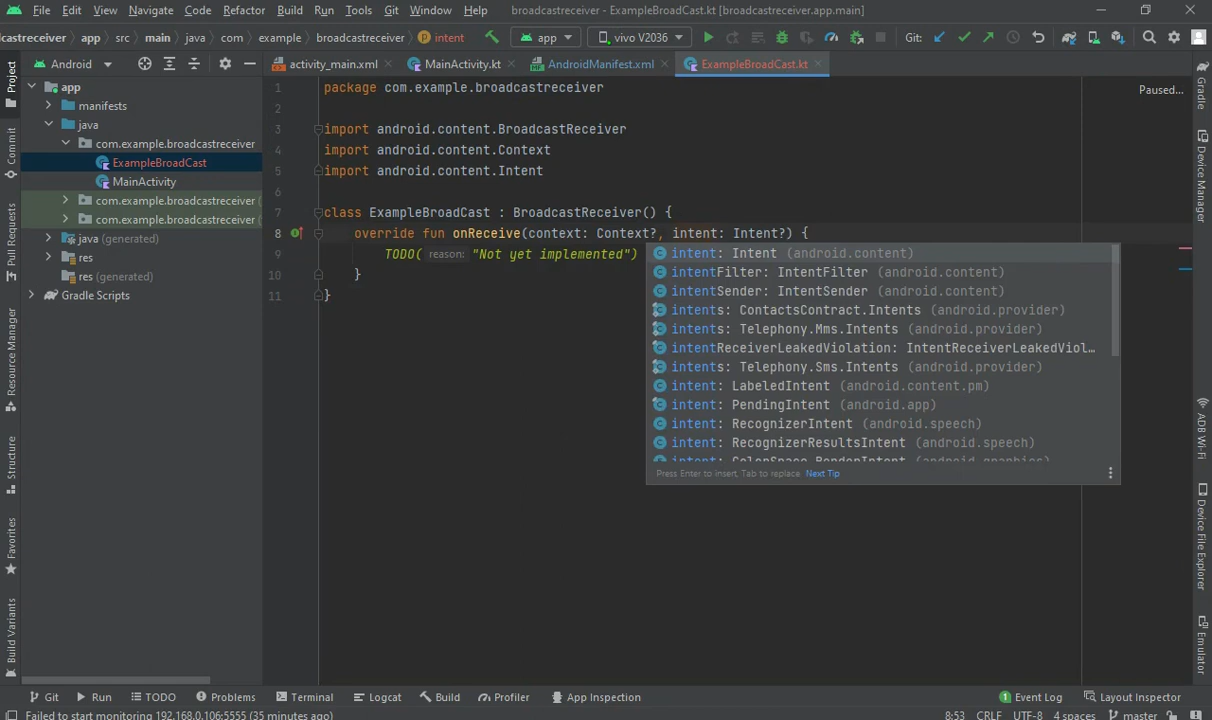 File Edit View Navigate Code Refactor Build Run Tools Git Window Help broadcastreceiver - ExampleBroadCast.kt [broadcastreceiver.app.main]
castreceiver app src main java com example broadcastreceiver intent app vivo V2036 Git:
Android activity_main.xml MainActivity.kt AndroidManifest.xml ExampleBroadCast.kt
app
manifests
java
com.example.broadcastreceiver
ExampleBroadCast
MainActivity
com.example.broadcastreceiver (
com.example.broadcastreceiver (
java (generated)
res
res (generated)
Gradle Scripts
Project
Commit
Pull Requests
Resource Manager
Structure
Favorites
Build Variants
1 package com.example.broadcastreceiver
2
3 import android.content.BroadcastReceiver
4 import android.content.Context
5 import android.content.Intent
6
7 class ExampleBroadCast : BroadcastReceiver() {
8 override fun onReceive(context: Context?, intent: Intent?) {
9 TODO( reason: "Not yet implemented")
10 }
11 }
Paused...
intent: Intent (android.content)
intentFilter: IntentFilter (android.content)
intentSender: IntentSender (android.content)
intents: ContactsContract.Intents (android.provider)
intents: Telephony.Mms.Intents (android.provider)
intentReceiverLeakedViolation: IntentReceiverLeakedViol…
intents: Telephony.Sms.Intents (android.provider)
intent: LabeledIntent (android.content.pm)
intent: PendingIntent (android.app)
intent: RecognizerIntent (android.speech)
intent: RecognizerResultsIntent (android.speech)
intent: ColorSpace.RenderIntent (android.graphics)
Press Enter to insert, Tab to replace Next Tip
Gradle
Device Manager
ADB Wi-Fi
Device File Explorer
Emulator
Git Run TODO Problems Terminal Logcat Build Profiler App Inspection 1 Event Log Layout Inspector
Failed to start monitoring 192.168.0.106:5555 (35 minutes ago) 8:53 CRLF UTF-8 4 spaces master